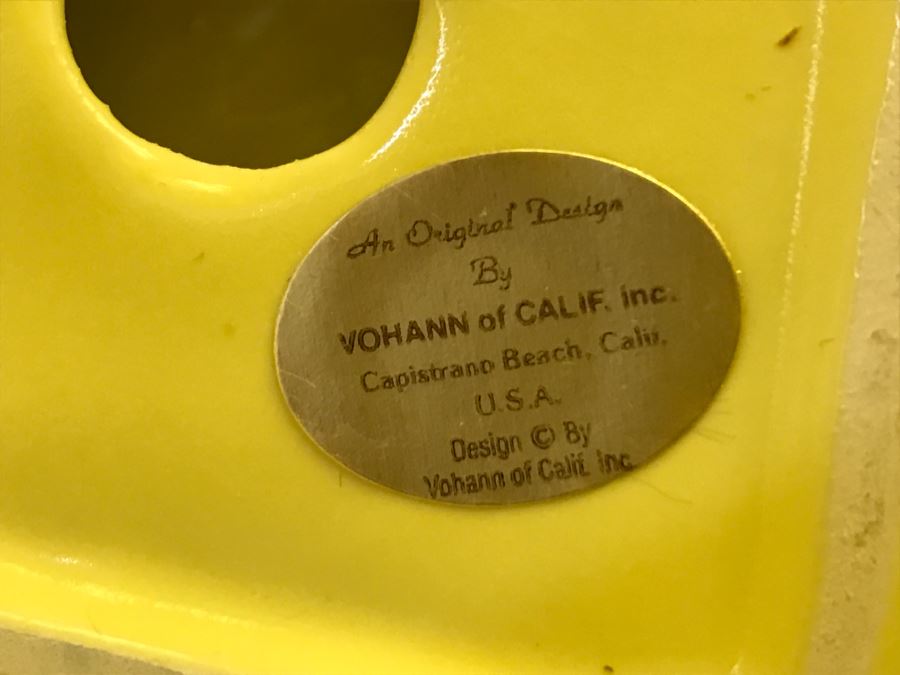 An Original Design
By
VOHANN of CALIF. inc.
Capistrano Beach, Calif.
U.S.A.
Design © By
Vohann of Calif. inc.